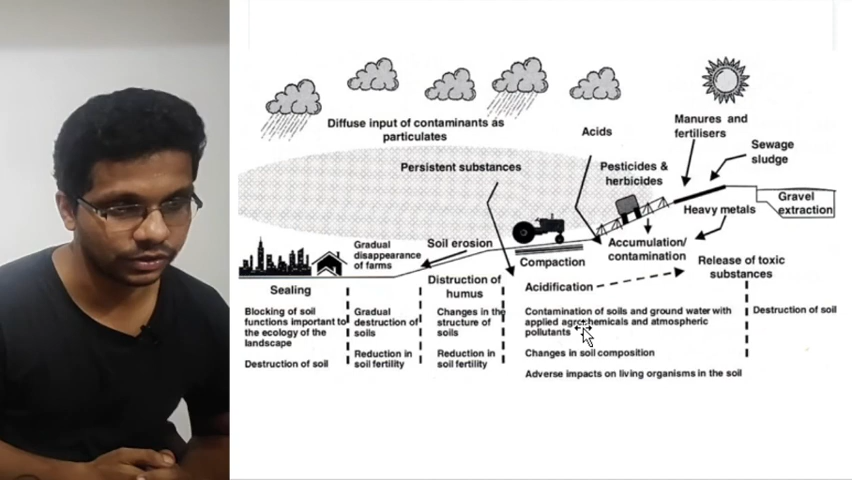 Diffuse input of contaminants as
particulates
Acids
Manures and
fertilisers
Sewage
sludge
Persistent substances
Pesticides &
herbicides
Gravel
extraction
Heavy metals
Gradual
disappearance
of farms
Soil erosion
Compaction
Accumulation/
contamination
Release of toxic
substances
Sealing
Distruction of
humus
Acidification
Blocking of soil
functions important to
the ecology of the
landscape
Destruction of soil
Gradual
destruction of
soils
Reduction in
soil fertility
Changes in the
structure of
soils
Reduction in
soil fertility
Contamination of soils and ground water with
applied agrochemicals and atmospheric
pollutants
Changes in soil composition
Adverse impacts on living organisms in the soil
Destruction of soil